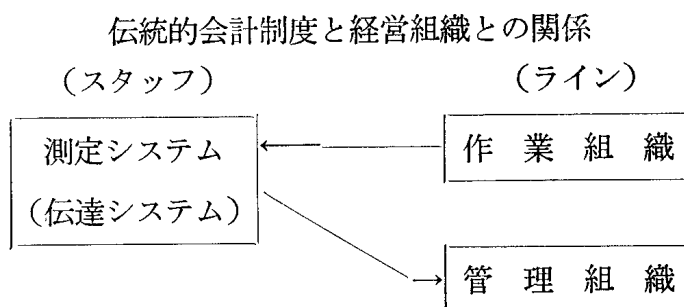 伝統的会計制度と経営組織との関係
（スタッフ）
（ライン）
測定システム
（伝達システム）
作業組織
管理組織